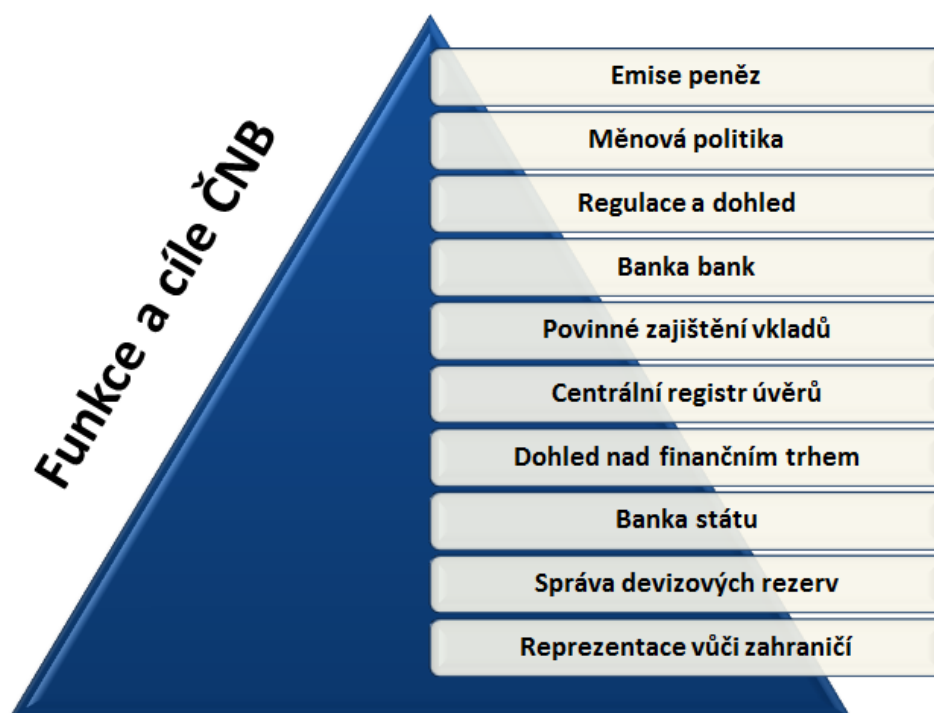 Funkce a cíle ČNB
Emise peněz
Měnová politika
Regulace a dohled
Banka bank
Povinné zajištění vkladů
Centrální registr úvěrů
Dohled nad finančním trhem
Banka státu
Správa devizových rezerv
Reprezentace vůči zahraničí